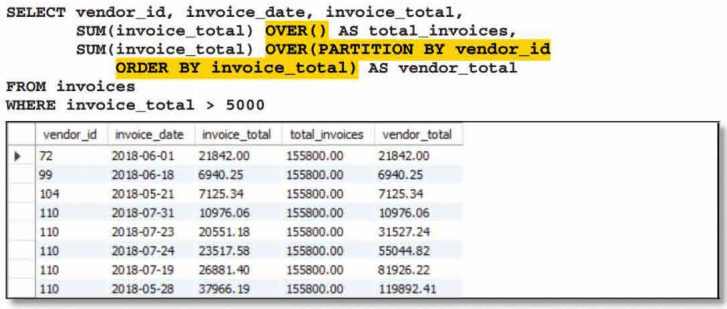 SELECT vendor_id, invoice_date, invoice_total,
SUM(invoice_total) OVER() AS total_invoices,
SUM(invoice_total) OVER(PARTITION BY vendor_id
ORDER BY invoice_total) AS vendor_total
FROM invoices
WHERE invoice_total > 5000
vendor_id invoice_date invoice_total total_invoices vendor_total
72 2018-06-01 21842.00 155800.00 21842.00
99 2018-06-18 6940.25 155800.00 6940.25
104 2018-05-21 7125.34 155800.00 7125.34
110 2018-07-31 10976.06 155800.00 10976.06
110 2018-07-23 20551.18 155800.00 31527.24
110 2018-07-24 23517.58 155800.00 55044.82
110 2018-07-19 26881.40 155800.00 81926.22
110 2018-05-28 37966.19 155800.00 119892.41